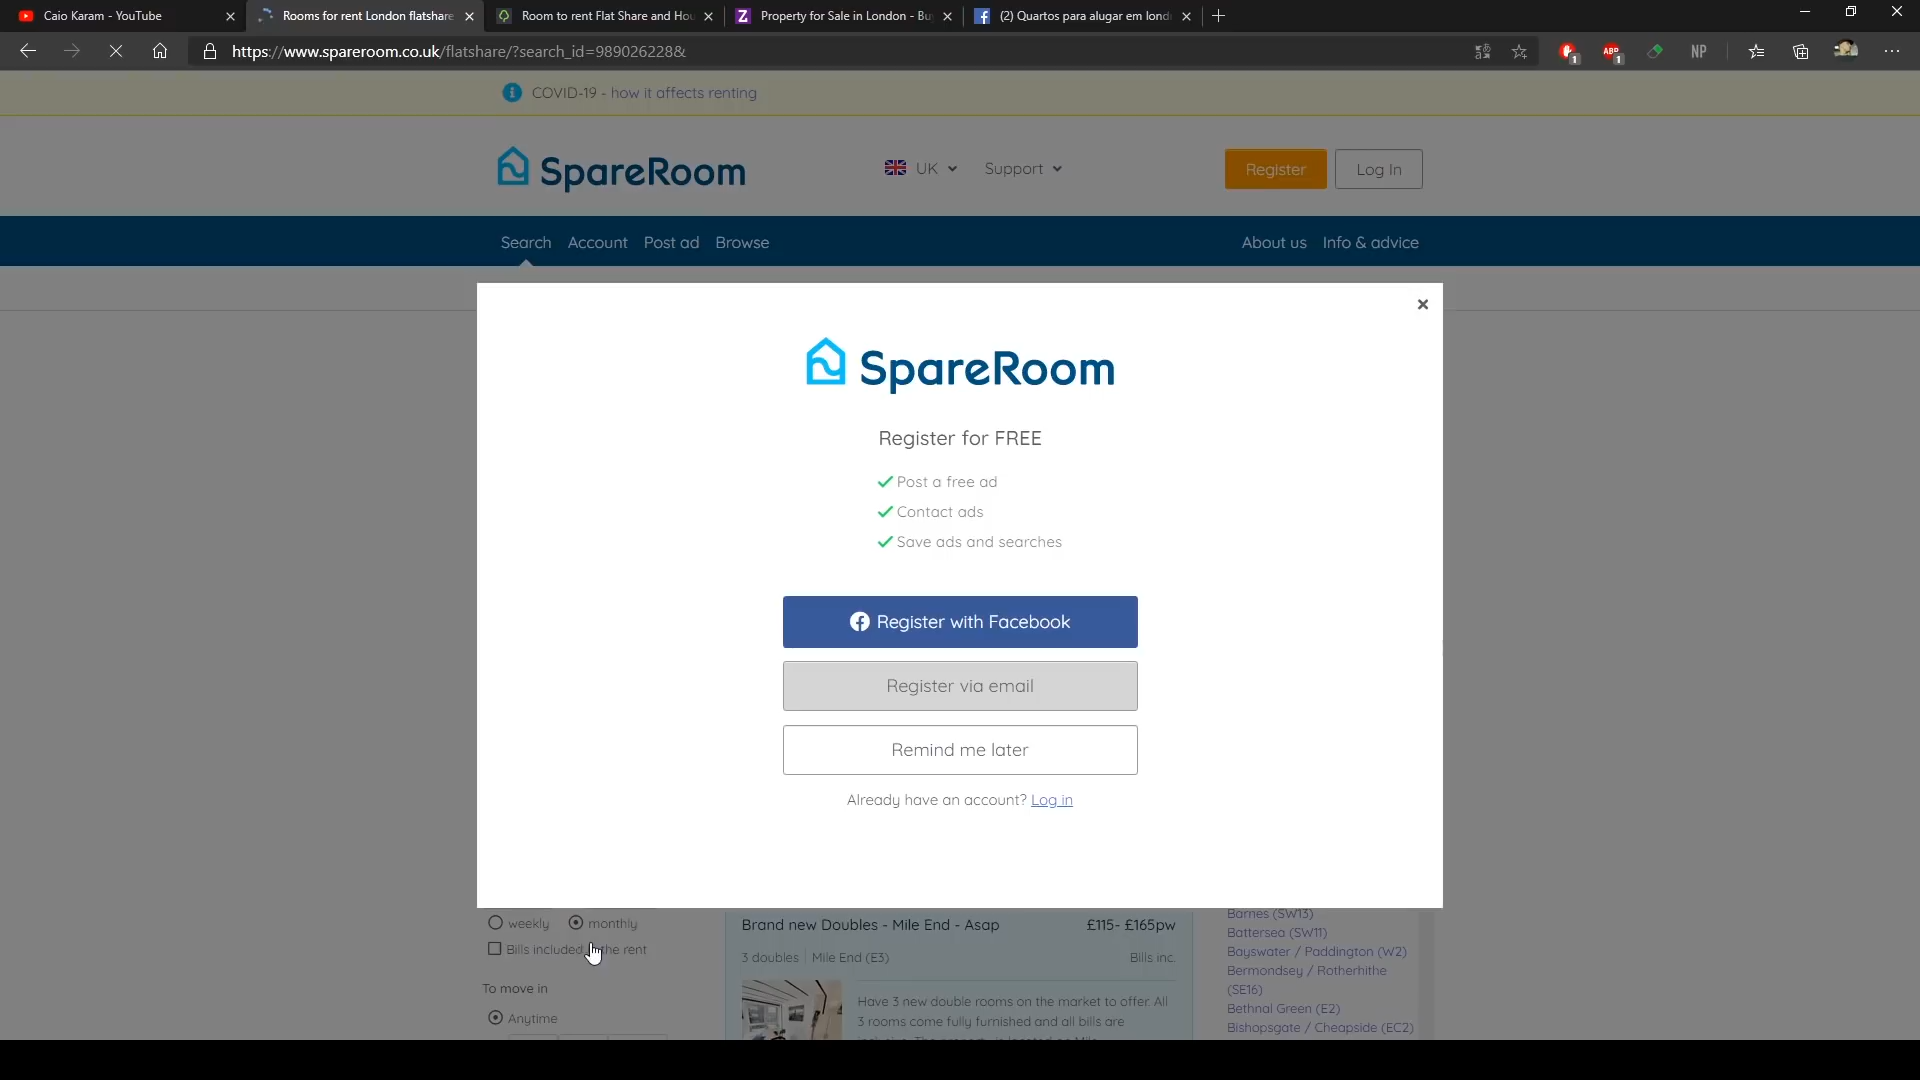 Caio Karam - YouTube
Rooms for rent London flatshare
Room to rent Flat Share and Hou
Property for Sale in London - Bu
(2) Quartos para alugar em lond
https://www.spareroom.co.uk/flatshare/?search_id=989026228&
1
ABP
1
NP
COVID-19 - how it affects renting
SpareRoom
UK
Support
Register
Log In
Search
Account
Post ad
Browse
About us
Info & advice
SpareRoom
Register for FREE
Post a free ad
Contact ads
Save ads and searches
Register with Facebook
Register via email
Remind me later
Already have an account? Log in
weekly
monthly
Bills included the rent
To move in
Anytime
Brand new Doubles - Mile End - Asap
£115- £165pw
3 doubles
Mile End (E3)
Bills inc.
Have 3 new double rooms on the market to offer. All
3 rooms come fully furnished and all bills are
Barnes (SW13)
Battersea (SW11)
Bayswater / Paddington (W2)
Bermondsey / Rotherhithe
(SE16)
Bethnal Green (E2)
Bishopsgate / Cheapside (EC2)